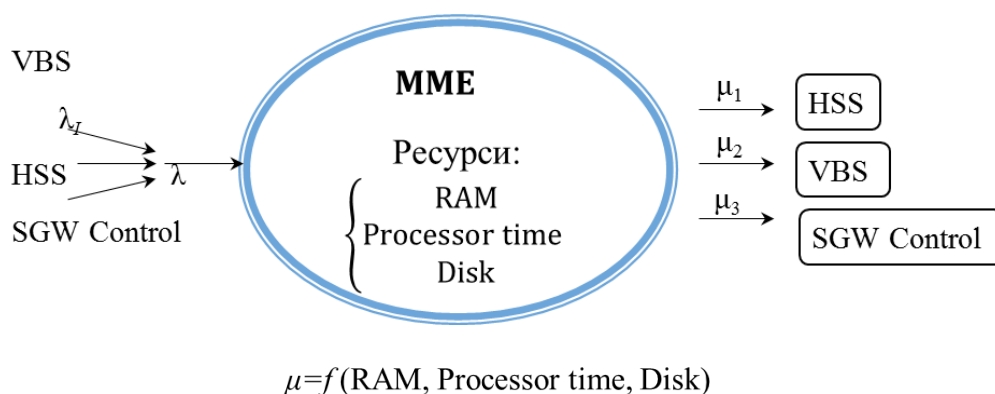 VBS
λI
HSS
λ
SGW Control
MME
Ресурси:
RAM
Processor time
Disk
μ1
HSS
μ2
VBS
μ3
SGW Control
μ=f(RAM, Processor time, Disk)